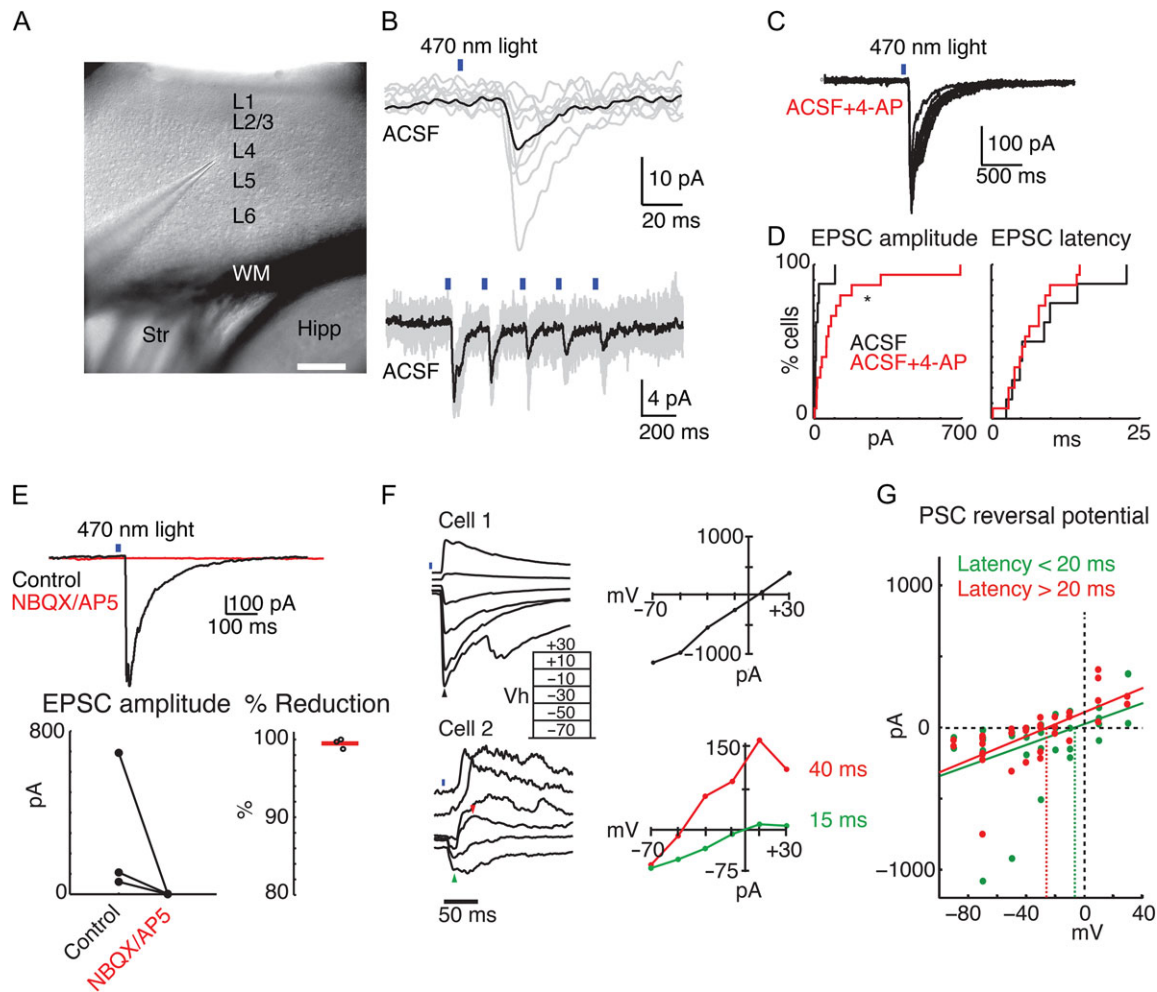 A
L1
L2/3
L4
L5
L6
WM
Str
Hipp
B
470 nm light
ACSF
10 pA
20 ms
ACSF
4 pA
200 ms
C
470 nm light
ACSF+4-AP
100 pA
500 ms
D
EPSC amplitude
EPSC latency
100
% cells
0
ACSF
ACSF+4-AP
*
0
pA
700
0
ms
25
E
470 nm light
Control
NBQX/AP5
100 pA
100 ms
EPSC amplitude
% Reduction
800
pA
0
Control
NBQX/AP5
100
90
80
%
F
Cell 1
Vh
+30
+10
−10
−30
−50
−70
1000
mV
−70
+30
−1000
pA
Cell 2
50 ms
150
40 ms
15 ms
mV
−70
+30
−75
pA
G
PSC reversal potential
Latency < 20 ms
Latency > 20 ms
1000
pA
0
−1000
−80
−40
0
40
mV